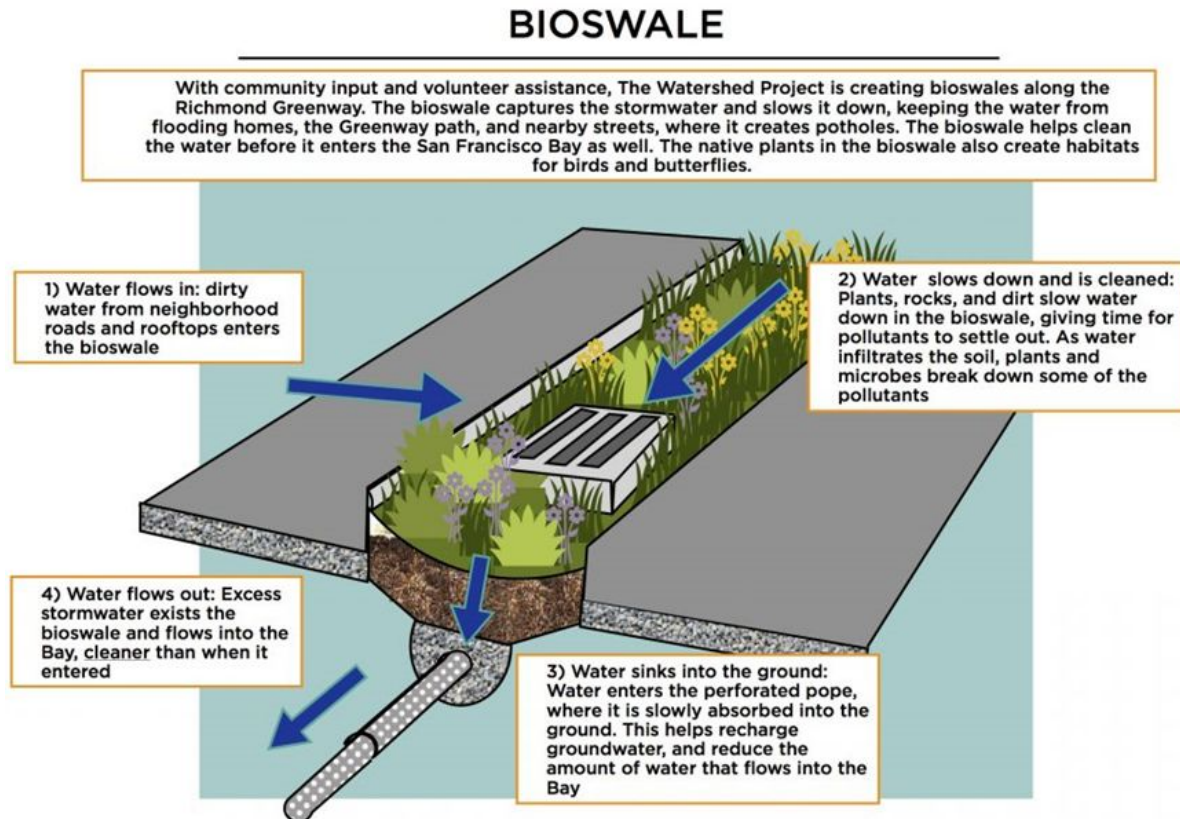 BIOSWALE
With community input and volunteer assistance, The Watershed Project is creating bioswales along the
Richmond Greenway. The bioswale captures the stormwater and slows it down, keeping the water from
flooding homes, the Greenway path, and nearby streets, where it creates potholes. The bioswale helps clean
the water before it enters the San Francisco Bay as well. The native plants in the bioswale also create habitats
for birds and butterflies.
1) Water flows in: dirty
water from neighborhood
roads and rooftops enters
the bioswale
2) Water slows down and is cleaned:
Plants, rocks, and dirt slow water
down in the bioswale, giving time for
pollutants to settle out. As water
infiltrates the soil, plants and
microbes break down some of the
pollutants
3) Water sinks into the ground:
Water enters the perforated pope,
where it is slowly absorbed into the
ground. This helps recharge
groundwater, and reduce the
amount of water that flows into the
Bay
4) Water flows out: Excess
stormwater exists the
bioswale and flows into the
Bay, cleaner than when it
entered